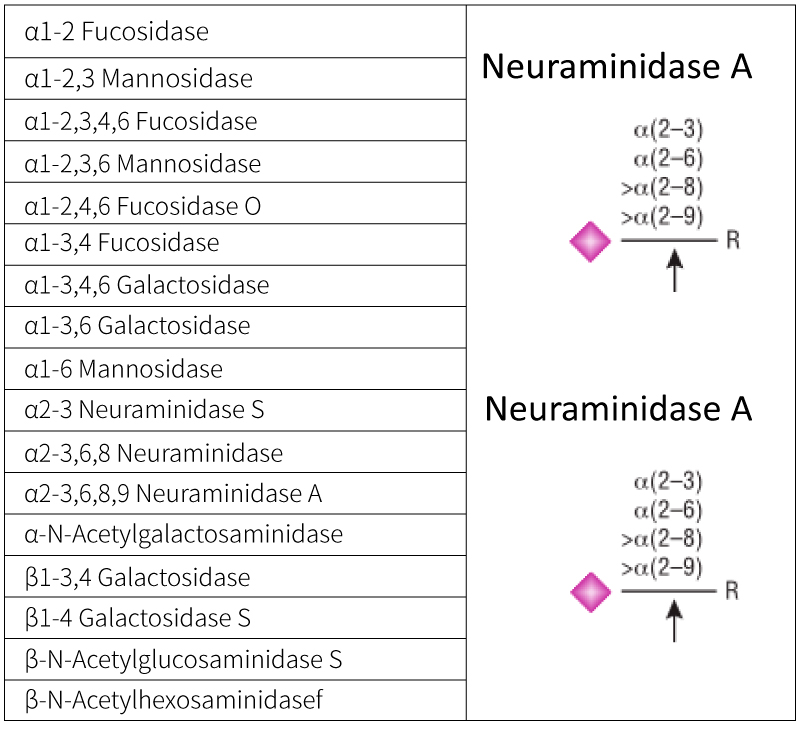 α1-2 Fucosidase
α1-2,3 Mannosidase
α1-2,3,4,6 Fucosidase
α1-2,3,6 Mannosidase
α1-2,4,6 Fucosidase O
α1-3,4 Fucosidase
α1-3,4,6 Galactosidase
α1-3,6 Galactosidase
α1-6 Mannosidase
α2-3 Neuraminidase S
α2-3,6,8 Neuraminidase
α2-3,6,8,9 Neuraminidase A
α-N-Acetylgalactosaminidase
β1-3,4 Galactosidase
β1-4 Galactosidase S
β-N-Acetylglucosaminidase S
β-N-Acetylhexosaminidasef
Neuraminidase A
α(2–3)
α(2–6)
>α(2–8)
>α(2–9)
R
Neuraminidase A
α(2–3)
α(2–6)
>α(2–8)
>α(2–9)
R